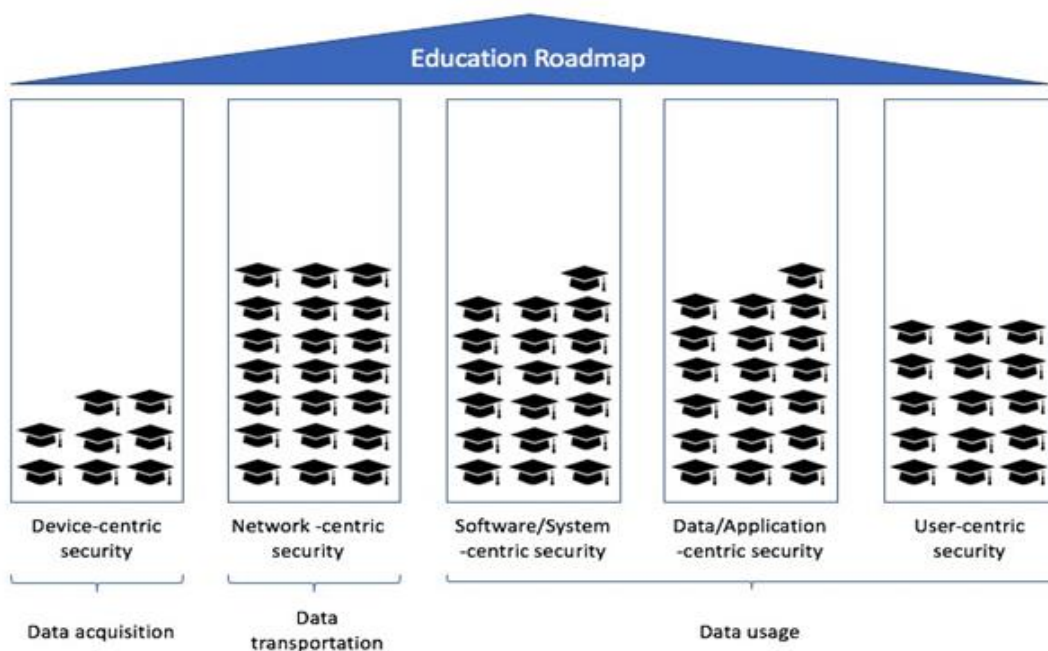 Education Roadmap
Device-centric
security
Network -centric
security
Software/System
-centric security
Data/Application
-centric security
User-centric
security
Data acquisition
Data
transportation
Data usage